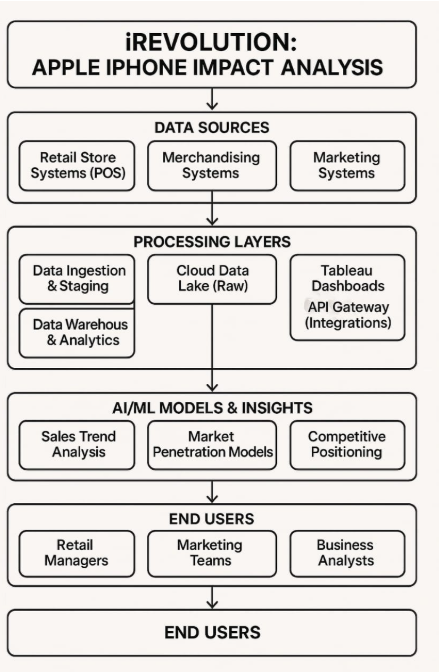 iREVOLUTION:
APPLE IPHONE IMPACT ANALYSIS
DATA SOURCES
Retail Store
Systems (POS)
Merchandising
Systems
Marketing
Systems
PROCESSING LAYERS
Data Ingestion
& Staging
Cloud Data
Lake (Raw)
Tableau
Dashboads
API Gateway
(Integrations)
Data Warehous
& Analytics
AI/ML MODELS & INSIGHTS
Sales Trend
Analysis
Market
Penetration Models
Competitive
Positioning
END USERS
Retail
Managers
Marketing
Teams
Business
Analysts
END USERS